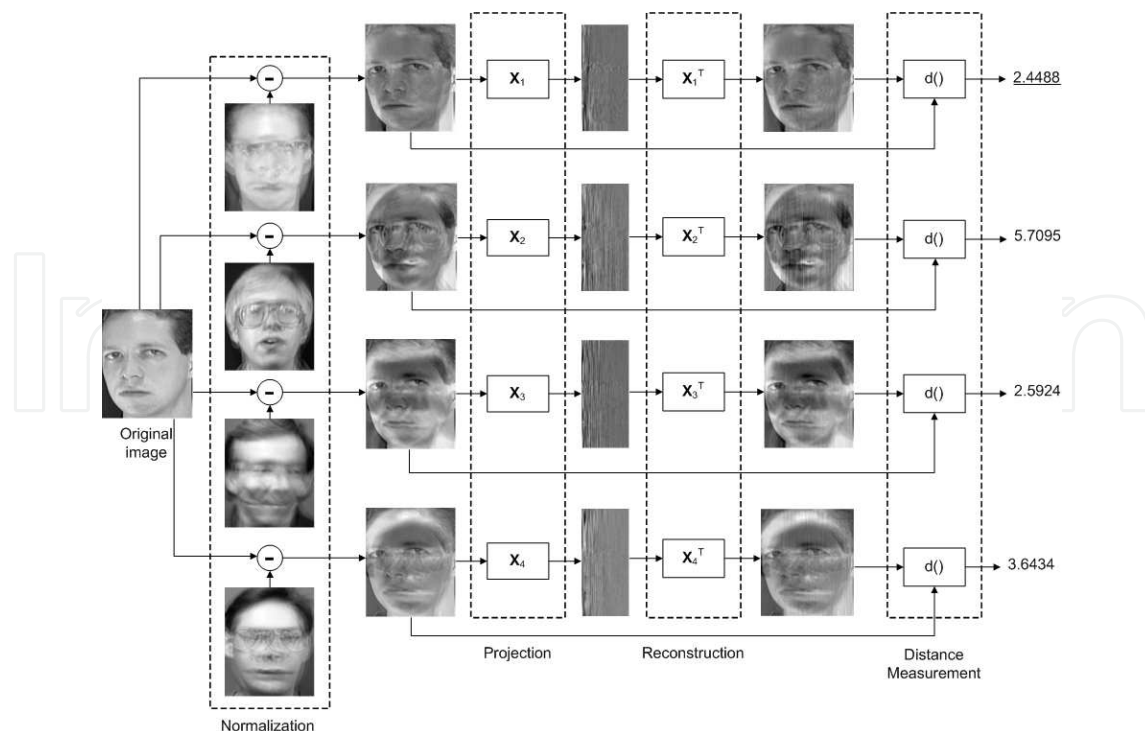 -
X1
X1T
d()
2.4488
-
X2
X2T
d()
5.7095
Original
image
-
X3
X3T
d()
2.5924
-
X4
X4T
d()
3.6434
Projection
Reconstruction
Distance
Measurement
Normalization